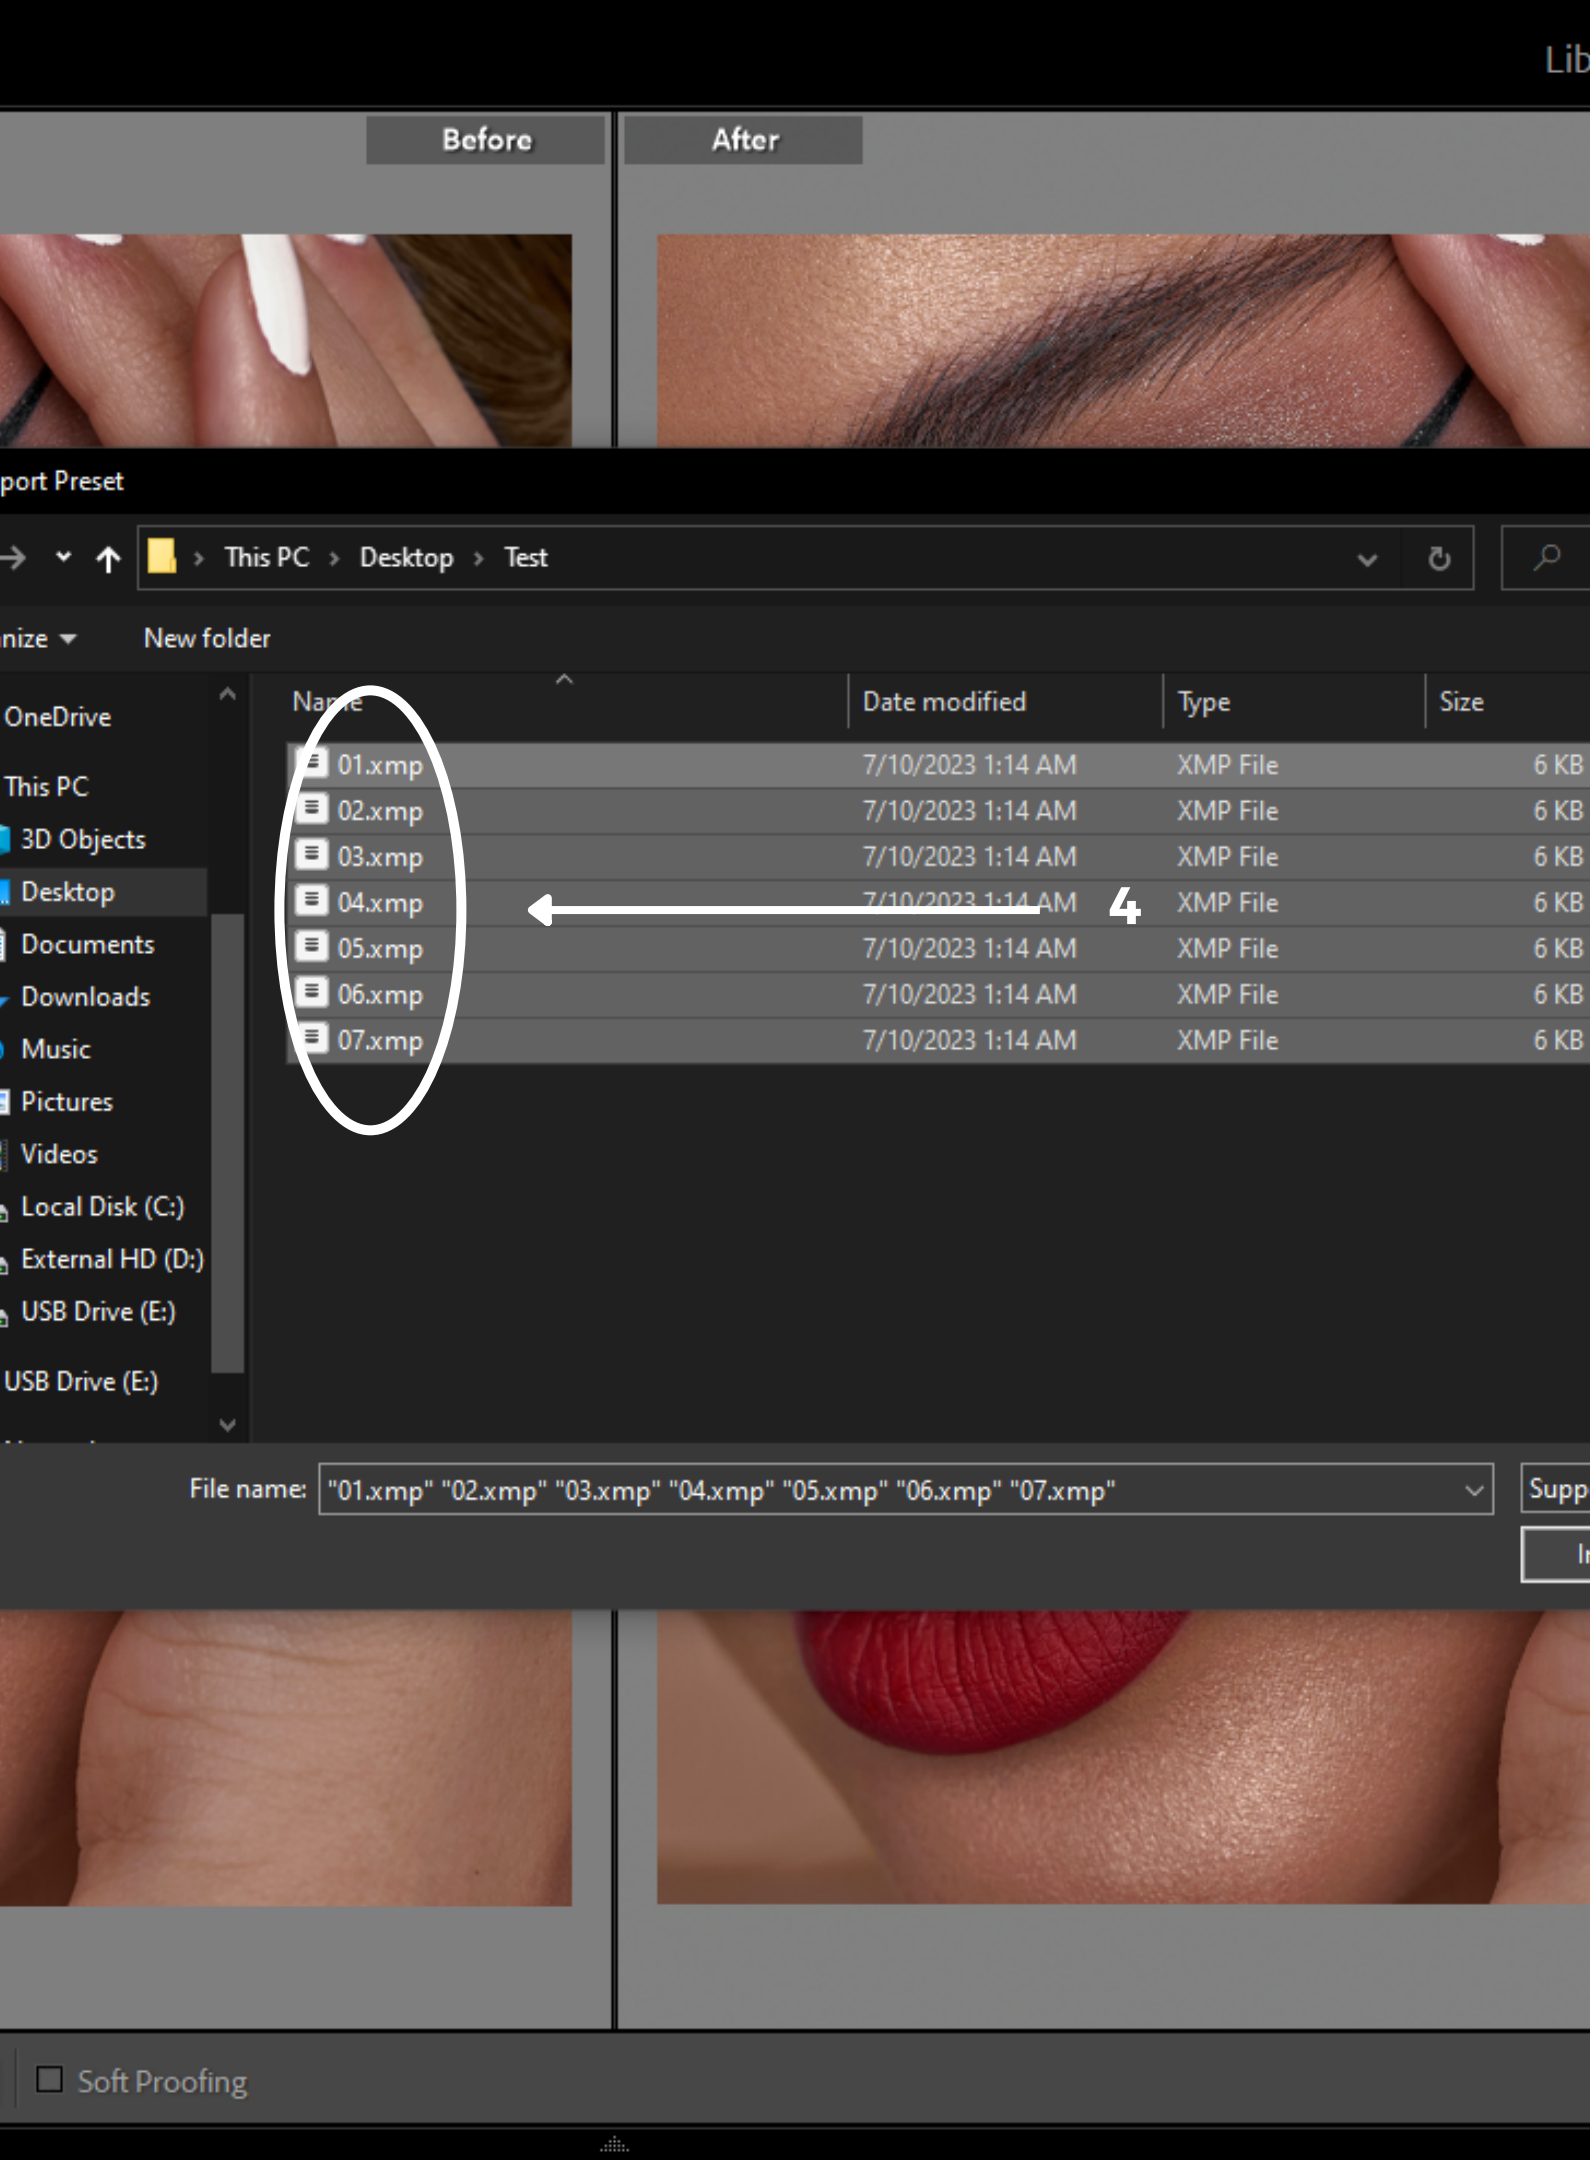 Lib
Before
After
port Preset
This PC > Desktop > Test
nize
New folder
Name
Date modified
Type
Size
OneDrive
This PC
3D Objects
Desktop
Documents
Downloads
Music
Pictures
Videos
Local Disk (C:)
External HD (D:)
USB Drive (E:)
USB Drive (E:)
01.xmp 7/10/2023 1:14 AM XMP File 6 KB
02.xmp 7/10/2023 1:14 AM XMP File 6 KB
03.xmp 7/10/2023 1:14 AM XMP File 6 KB
04.xmp 7/10/2023 1:14 AM 4 XMP File 6 KB
05.xmp 7/10/2023 1:14 AM XMP File 6 KB
06.xmp 7/10/2023 1:14 AM XMP File 6 KB
07.xmp 7/10/2023 1:14 AM XMP File 6 KB
File name: "01.xmp" "02.xmp" "03.xmp" "04.xmp" "05.xmp" "06.xmp" "07.xmp"
Supp
Soft Proofing